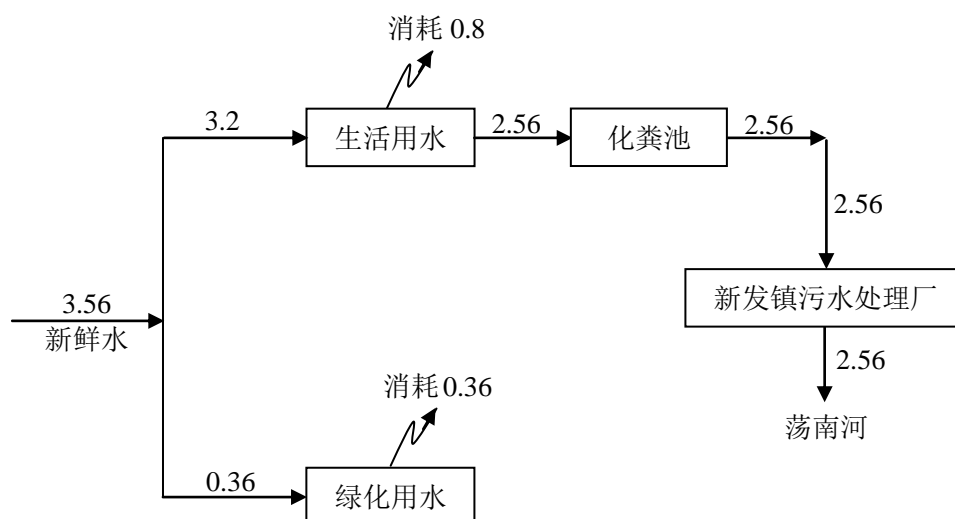 消耗 0.8
3.2
生活用水
2.56
化粪池
2.56
2.56
新发镇污水处理厂
3.56
新鲜水
2.56
荡南河
消耗 0.36
0.36
绿化用水